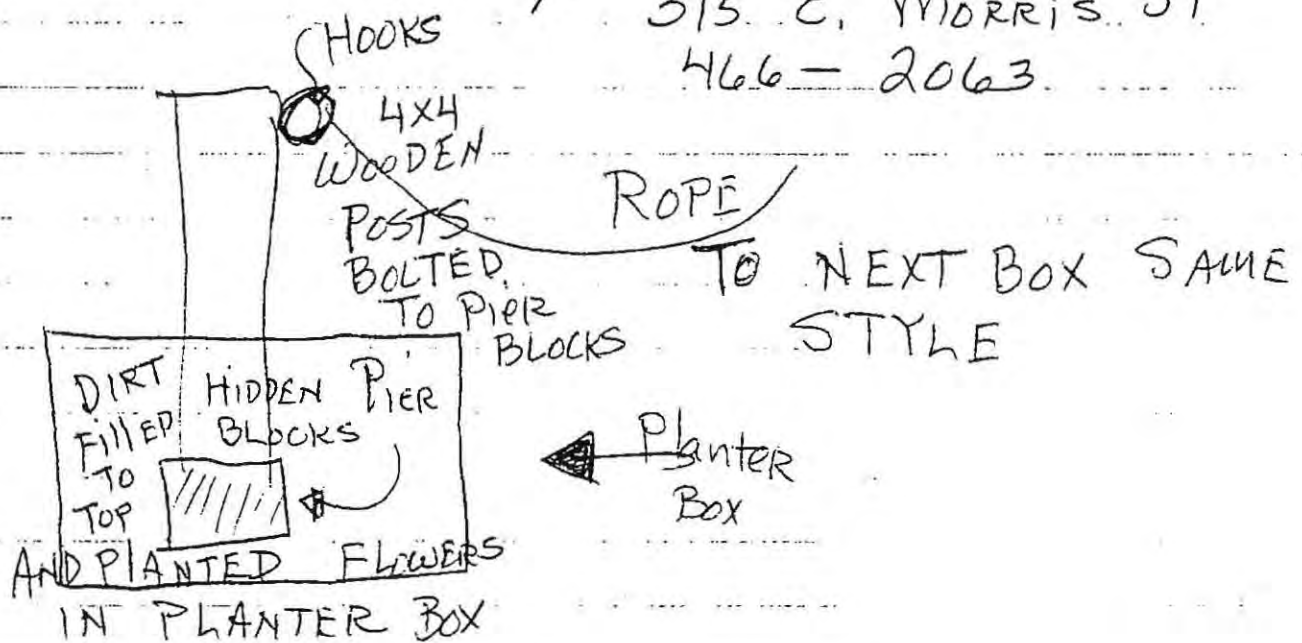 315 C. MORRIS ST
466 - 2063
HOOKS
4x4
WOODEN
POSTS
BOLTED
TO PIER
BLOCKS
ROPE
TO NEXT BOX SAME
STYLE
DIRT
FILLED
TO
TOP
HIDDEN PIER
BLOCKS
AND PLANTED FLOWERS
IN PLANTER BOX
Planter
Box